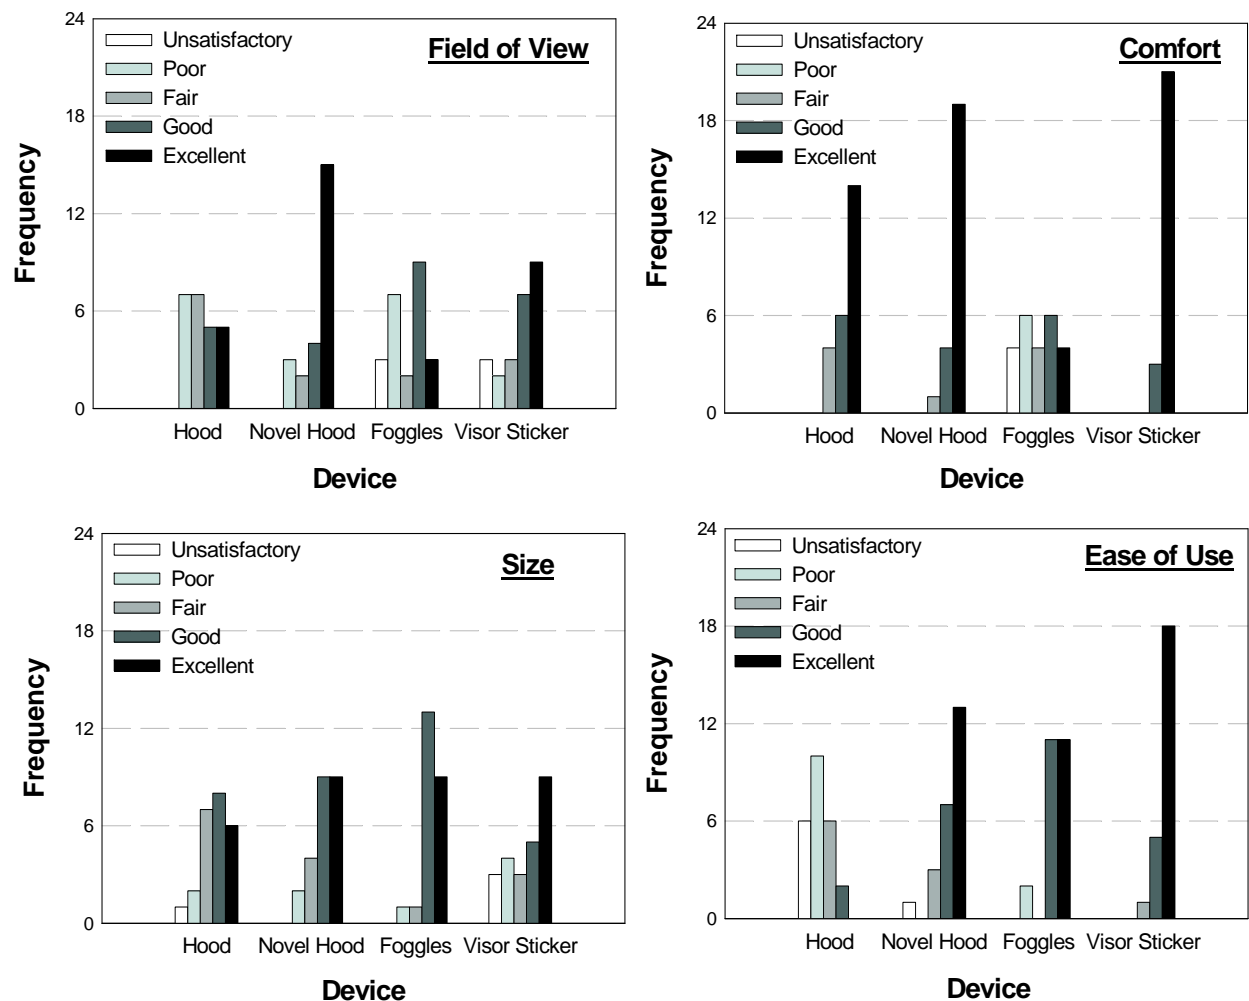 Field of View
Unsatisfactory
Poor
Fair
Good
Excellent
24
18
12
6
0
Frequency
Hood Novel Hood Foggles Visor Sticker
Device
Comfort
Unsatisfactory
Poor
Fair
Good
Excellent
24
18
12
6
0
Frequency
Hood Novel Hood Foggles Visor Sticker
Device
Size
Unsatisfactory
Poor
Fair
Good
Excellent
24
18
12
6
0
Frequency
Hood Novel Hood Foggles Visor Sticker
Device
Ease of Use
Unsatisfactory
Poor
Fair
Good
Excellent
24
18
12
6
0
Frequency
Hood Novel Hood Foggles Visor Sticker
Device